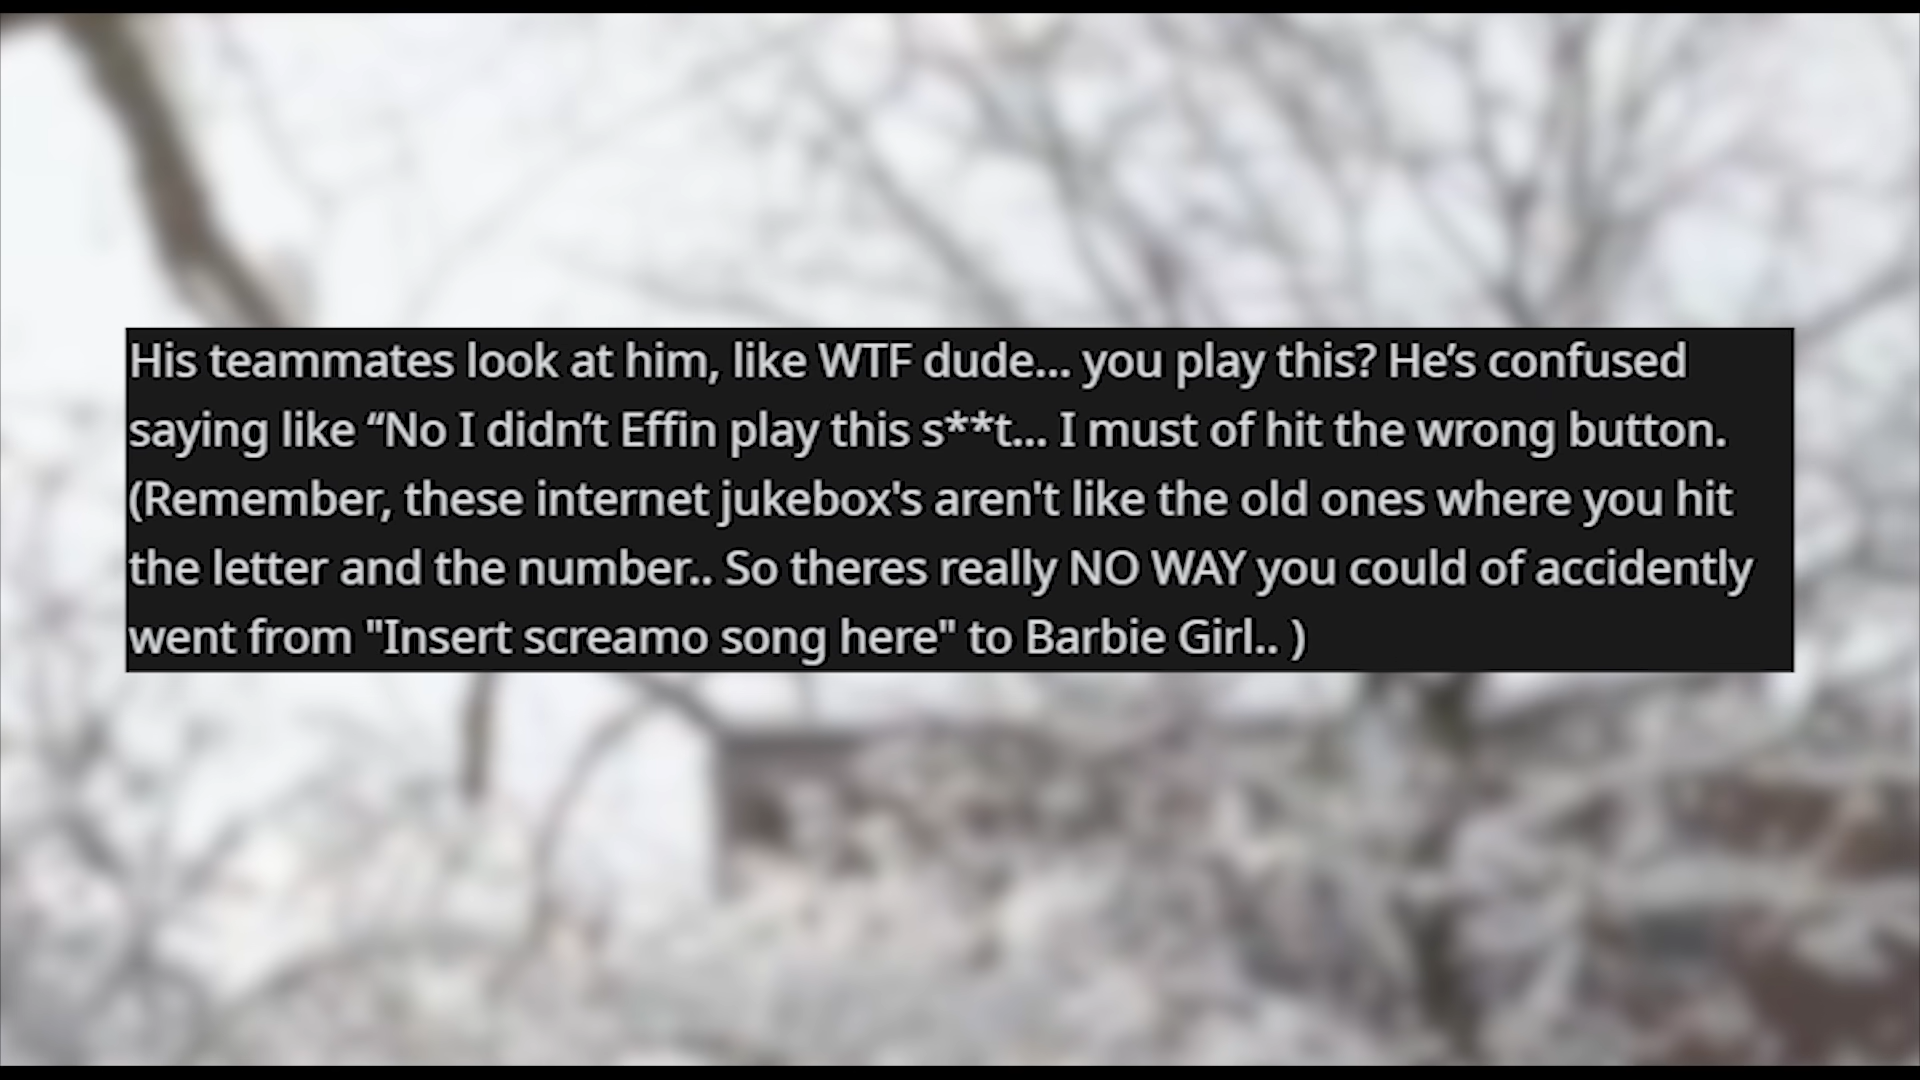 His teammates look at him, like WTF dude... you play this? He’s confused
saying like “No I didn’t Effin play this s**t... I must of hit the wrong button.
(Remember, these internet jukebox's aren't like the old ones where you hit
the letter and the number.. So theres really NO WAY you could of accidently
went from "Insert screamo song here" to Barbie Girl.. )